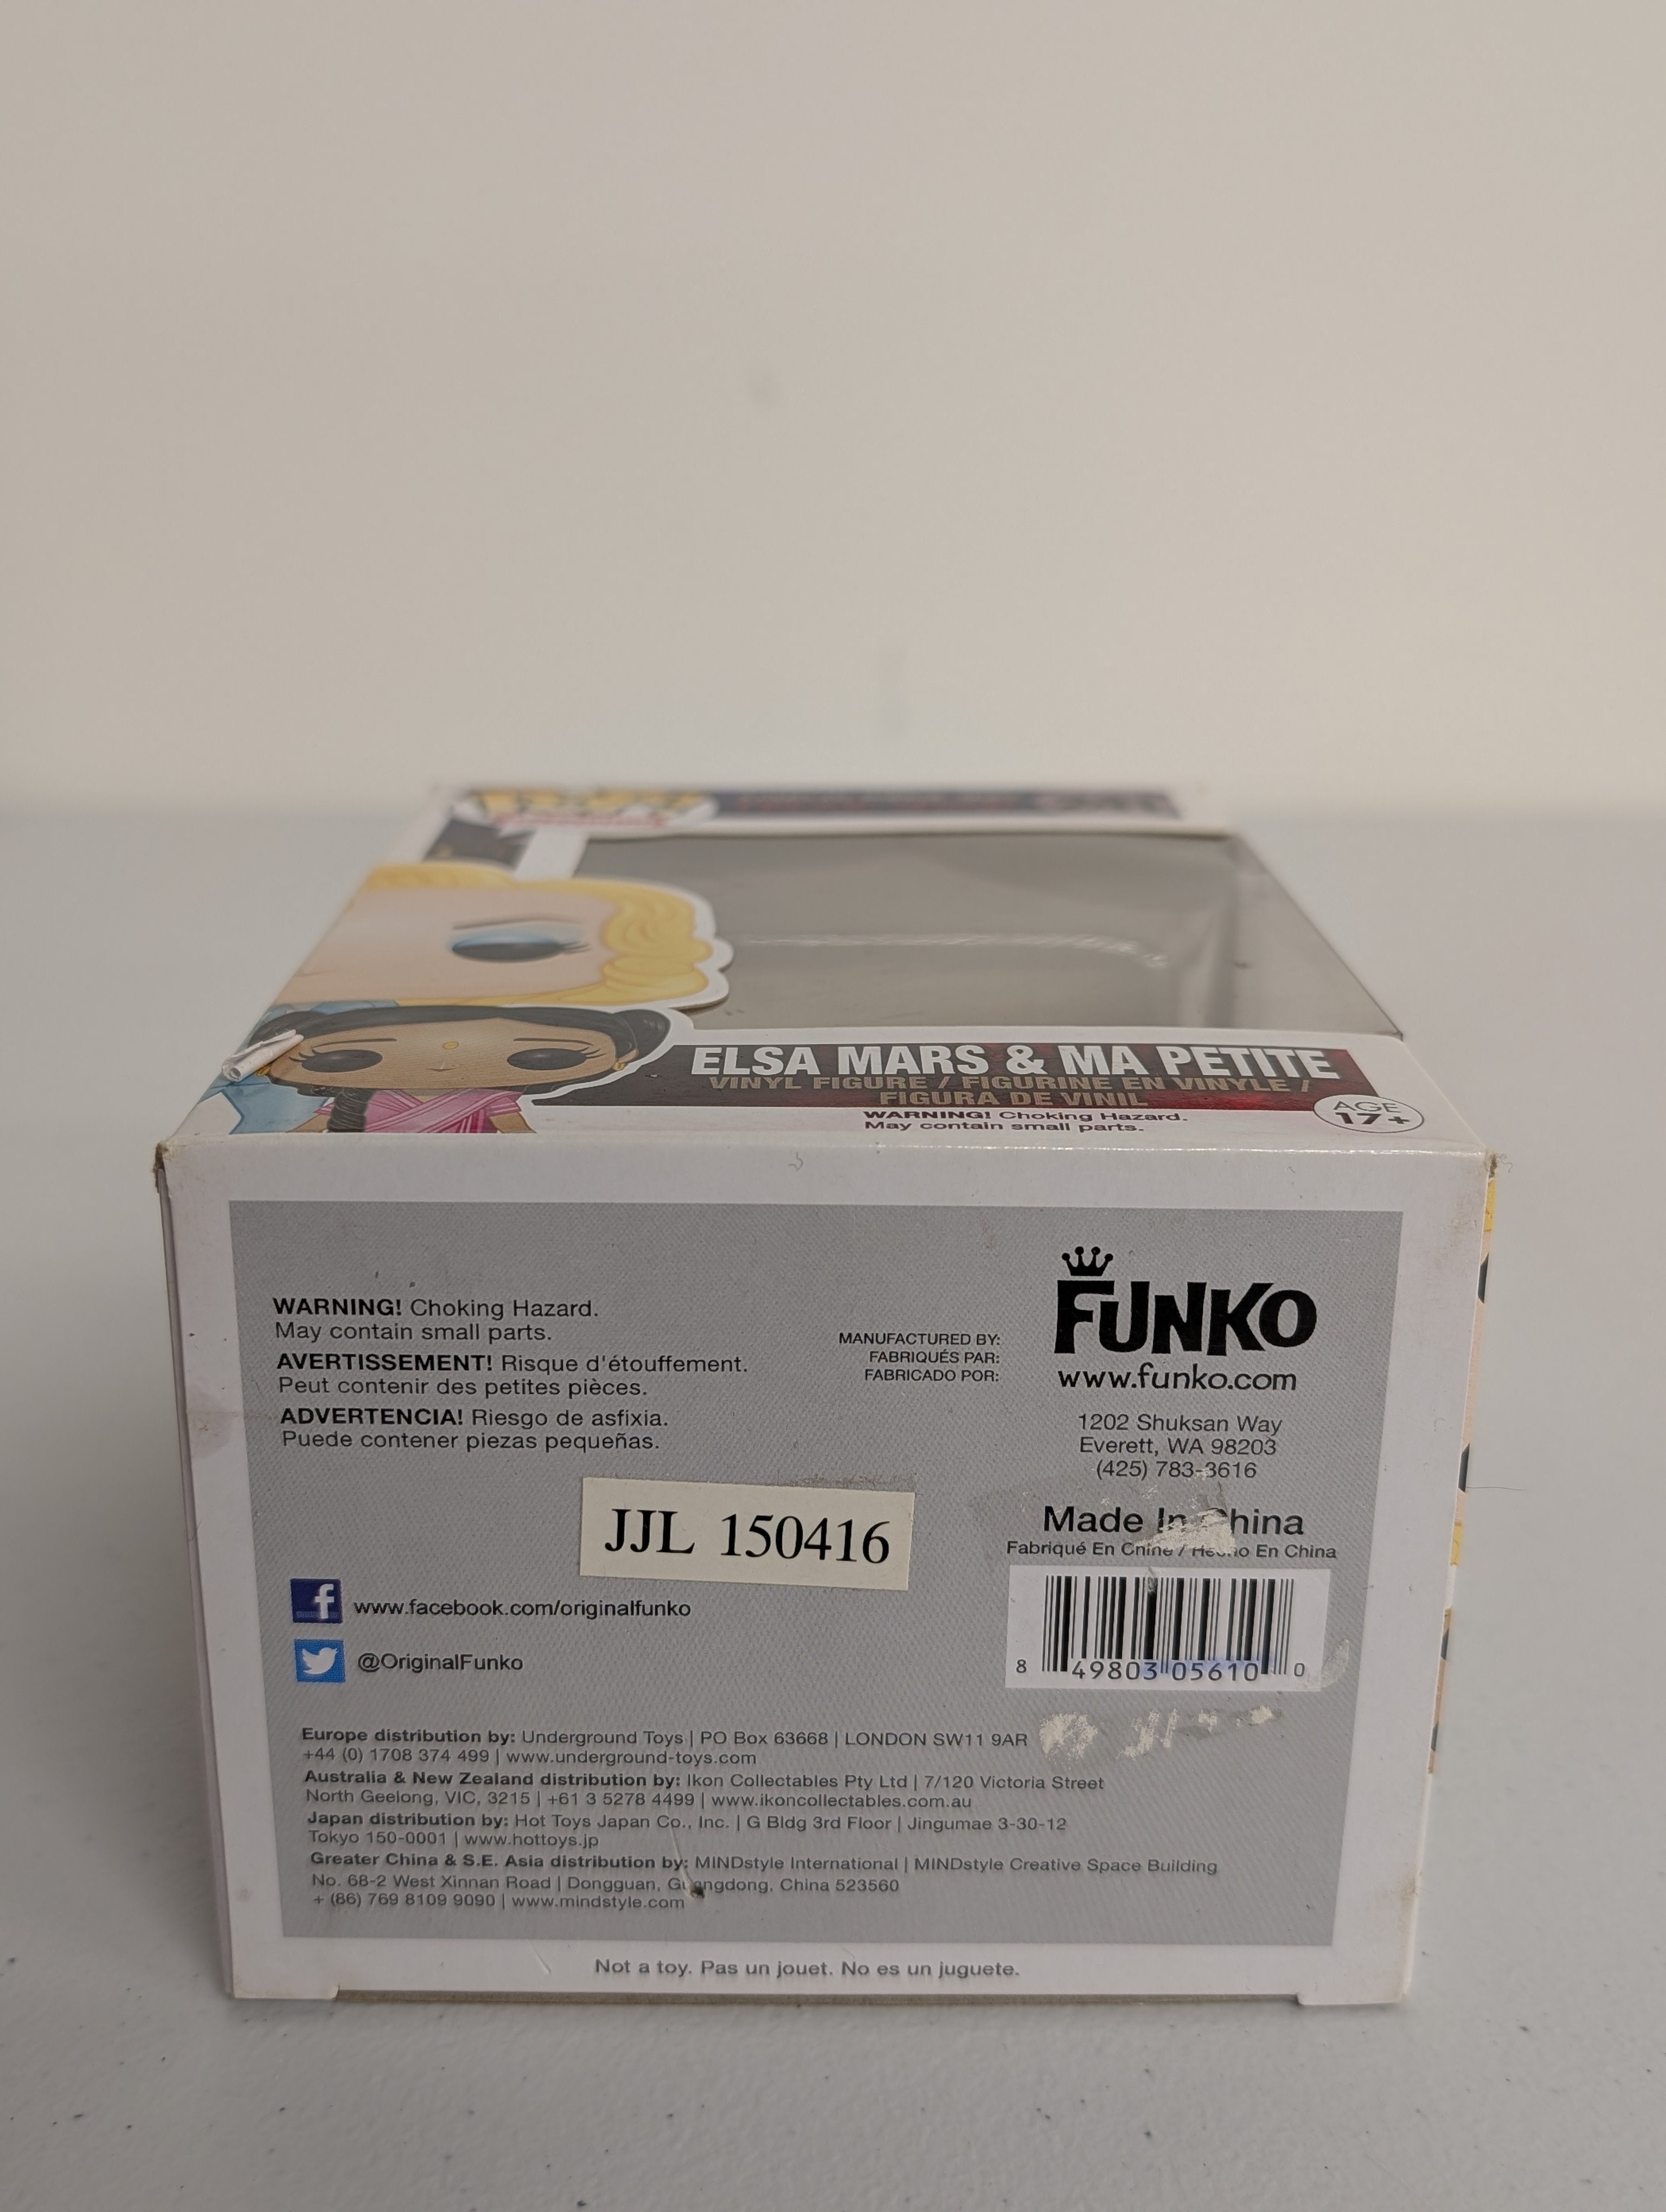 ELSA MARS & MA PETITE
VINYL FIGURE / FIGURINE EN VINYLE /
FIGURA DE VINIL
WARNING! Choking Hazard.
May contain small parts.
AGE
17+
WARNING! Choking Hazard.
May contain small parts.
AVERTISSEMENT! Risque d'étouffement.
Peut contenir des petites pièces.
ADVERTENCIA! Riesgo de asfixia.
Puede contener piezas pequeñas.
MANUFACTURED BY:
FABRIQUÉS PAR:
FABRICADO POR:
FUNKO
www.funko.com
1202 Shuksan Way
Everett, WA 98203
(425) 783-3616
Made In China
Fabriqué En Chine / Hecho En China
JJL 150416
f www.facebook.com/originalfunko
@OriginalFunko
8 49803 05610 0
Europe distribution by: Underground Toys | PO Box 63668 | LONDON SW11 9AR
+44 (0) 1708 374 499 | www.underground-toys.com
Australia & New Zealand distribution by: Ikon Collectables Pty Ltd | 7/120 Victoria Street
North Geelong, VIC, 3215 | +61 3 5278 4499 | www.ikoncollectables.com.au
Japan distribution by: Hot Toys Japan Co., Inc. | G Bldg 3rd Floor | Jingumae 3-30-12
Tokyo 150-0001 | www.hottoys.jp
Greater China & S.E. Asia distribution by: MINDstyle International | MINDstyle Creative Space Building
No. 68-2 West Xinnan Road | Dongguan, Guangdong, China 523560
+ (86) 769 8109 9090 | www.mindstyle.com
Not a toy. Pas un jouet. No es un juguete.